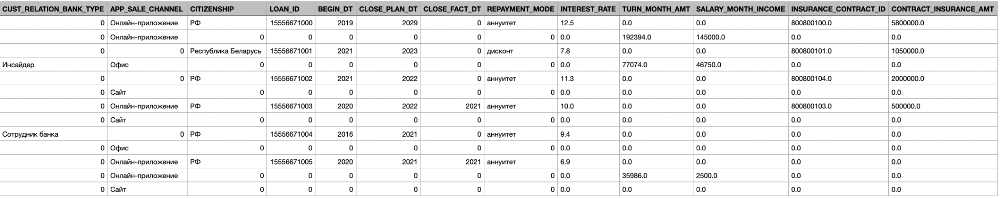 CUST_RELATION_BANK_TYPE APP_SALE_CHANNEL CITIZENSHIP LOAN_ID BEGIN_DT CLOSE_PLAN_DT CLOSE_FACT_DT REPAYMENT_MODE INTEREST_RATE TURN_MONTH_AMT SALARY_MONTH_INCOME INSURANCE_CONTRACT_ID CONTRACT_INSURANCE_AMT
0 Онлайн-приложение РФ 15556671000 2019 2029 0 аннуитет 12.5 0.0 0.0 800800100.0 5800000.0
0 Онлайн-приложение 0 0 0 0 0 0 0.0 192394.0 145000.0 0.0 0.0
0 0 Республика Беларусь 15556671001 2021 2023 0 дисконт 7.8 0.0 0.0 800800101.0 1050000.0
Инсайдер Офис 0 0 0 0 0 0 0.0 77074.0 46750.0 0.0 0.0
0 0 РФ 15556671002 2021 2022 0 аннуитет 11.3 0.0 0.0 800800104.0 2000000.0
0 Сайт 0 0 0 0 0 0 0.0 0.0 0.0 0.0 0.0
0 Онлайн-приложение РФ 15556671003 2020 2022 2021 аннуитет 10.0 0.0 0.0 800800103.0 500000.0
0 Сайт 0 0 0 0 0 0 0.0 0.0 0.0 0.0 0.0
Сотрудник банка 0 РФ 15556671004 2016 2021 0 аннуитет 9.4 0.0 0.0 0.0 0.0
0 Офис 0 0 0 0 0 0 0.0 0.0 0.0 0.0 0.0
0 Онлайн-приложение РФ 15556671005 2020 2021 2021 аннуитет 6.9 0.0 0.0 0.0 0.0
0 Онлайн-приложение 0 0 0 0 0 0 0.0 35986.0 2500.0 0.0 0.0
0 Сайт 0 0 0 0 0 0 0.0 0.0 0.0 0.0 0.0